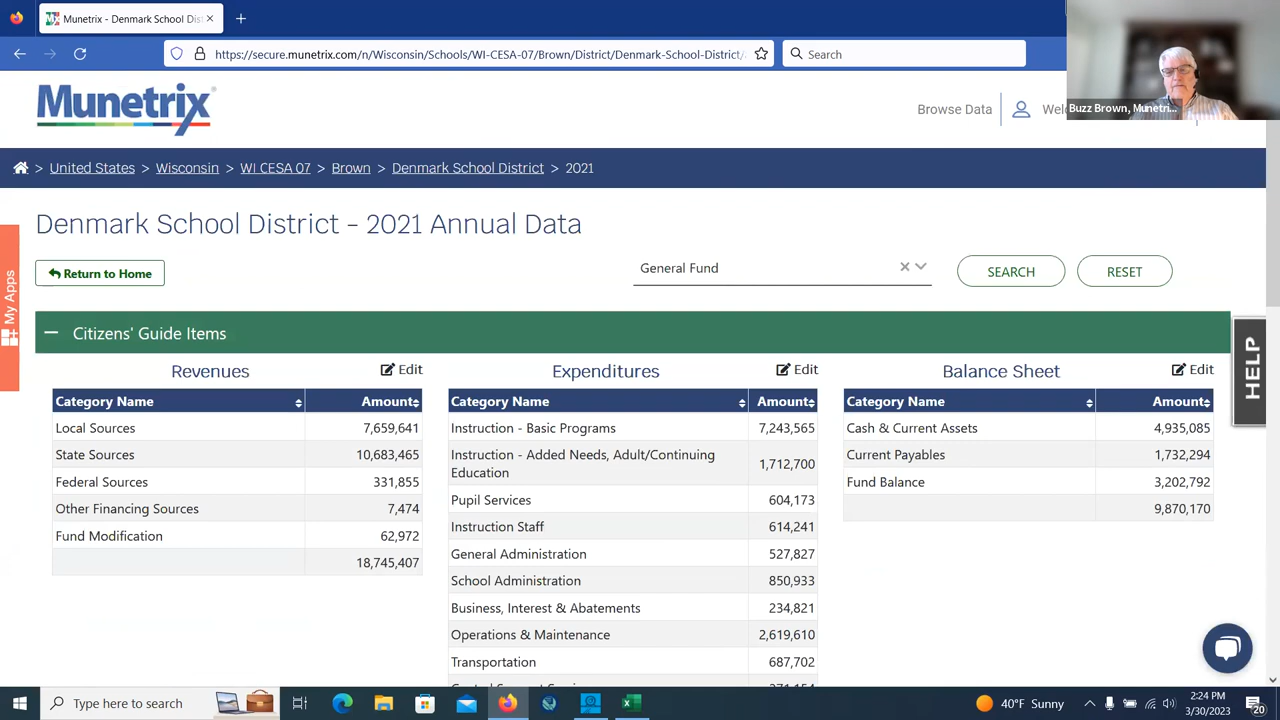 Munetrix - Denmark School Dis
https://secure.munetrix.com/n/Wisconsin/Schools/WI-CESA-07/Brown/District/Denmark-School-District/
Search
Buzz Brown, Munetri...
Munetrix
Browse Data
Wel
> United States > Wisconsin > WI CESA 07 > Brown > Denmark School District > 2021
Denmark School District - 2021 Annual Data
My Apps
Return to Home
General Fund
SEARCH
RESET
Citizens' Guide Items
HELP
Revenues
Edit
Category Name Amount
Local Sources 7,659,641
State Sources 10,683,465
Federal Sources 331,855
Other Financing Sources 7,474
Fund Modification 62,972
18,745,407
Expenditures
Edit
Category Name Amount
Instruction - Basic Programs 7,243,565
Instruction - Added Needs, Adult/Continuing
Education 1,712,700
Pupil Services 604,173
Instruction Staff 614,241
General Administration 527,827
School Administration 850,933
Business, Interest & Abatements 234,821
Operations & Maintenance 2,619,610
Transportation 687,702
Balance Sheet
Edit
Category Name Amount
Cash & Current Assets 4,935,085
Current Payables 1,732,294
Fund Balance 3,202,792
9,870,170
Type here to search
40°F Sunny
2:24 PM
3/30/2023
20